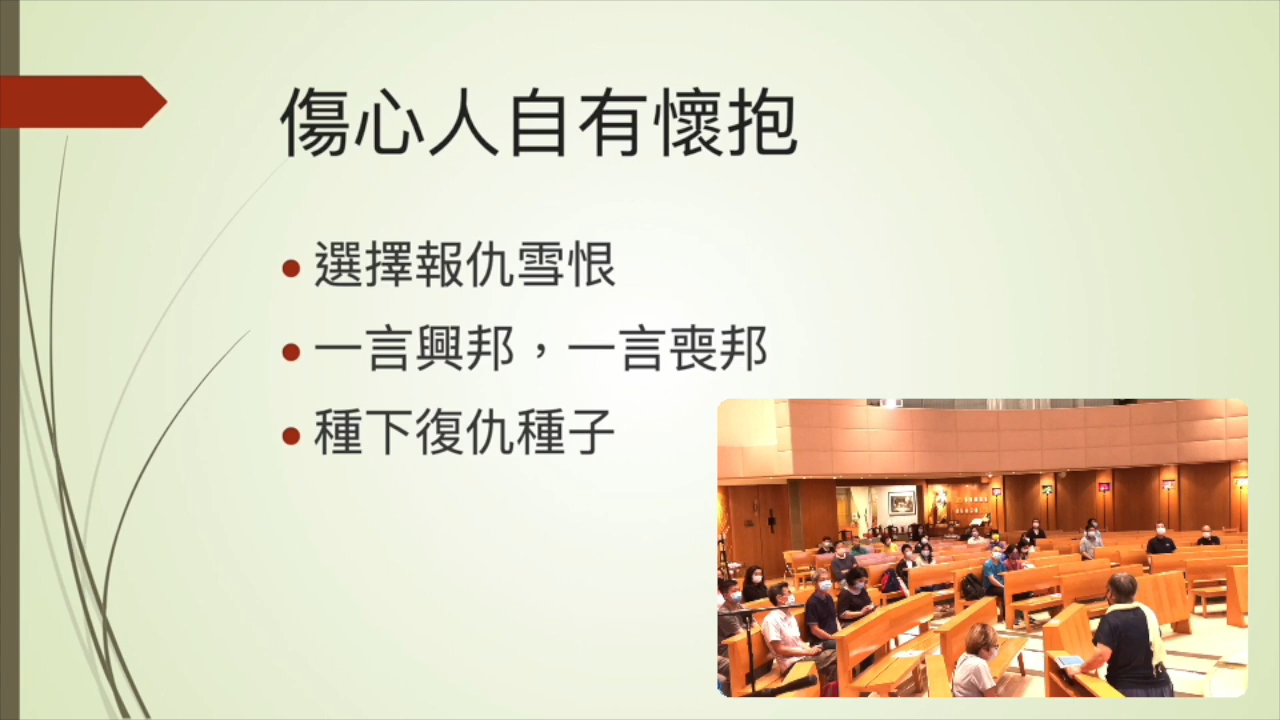 傷心人自有懷抱
選擇報仇雪恨
一言興邦，一言喪邦
種下復仇種子